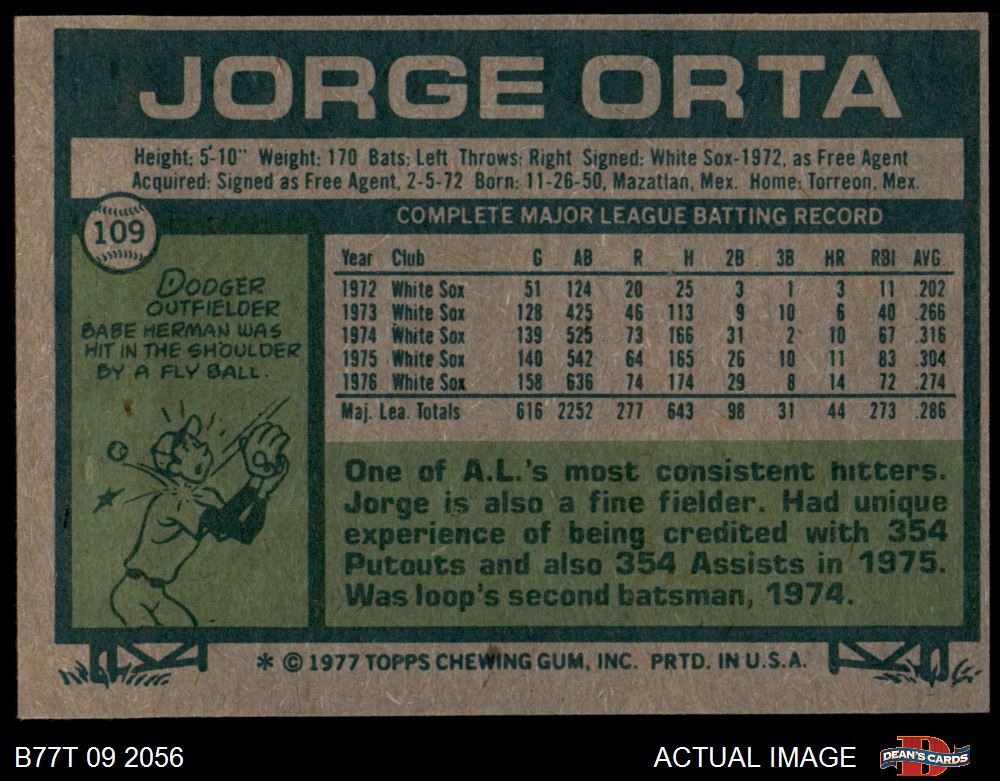 JORGE ORTA
Height: 5'-10" Weight: 170 Bats: Left Throws: Right Signed: White Sox-1972, as Free Agent
Acquired: Signed as Free Agent, 2-5-72 Born: 11-26-50, Mazatlan, Mex. Home: Torreon, Mex.
109
DODGER
OUTFIELDER
BABE HERMAN WAS
HIT IN THE SHOULDER
BY A FLY BALL.
COMPLETE MAJOR LEAGUE BATTING RECORD
Year Club G AB R H 2B 3B HR RBI AVG.
1972 White Sox 51 124 20 25 3 1 3 11 .202
1973 White Sox 128 425 46 113 9 10 6 40 .266
1974 White Sox 139 525 73 166 31 2 10 67 .316
1975 White Sox 140 542 64 165 26 10 11 83 .304
1976 White Sox 158 636 74 174 29 8 14 72 .274
Maj. Lea. Totals 616 2252 277 643 98 31 44 273 .286
One of A.L.'s most consistent hitters.
Jorge is also a fine fielder. Had unique
experience of being credited with 354
Putouts and also 354 Assists in 1975.
Was loop's second batsman, 1974.
* © 1977 TOPPS CHEWING GUM, INC. PRTD. IN U.S.A.
B77T 09 2056
ACTUAL IMAGE
DEAN'S CARDS